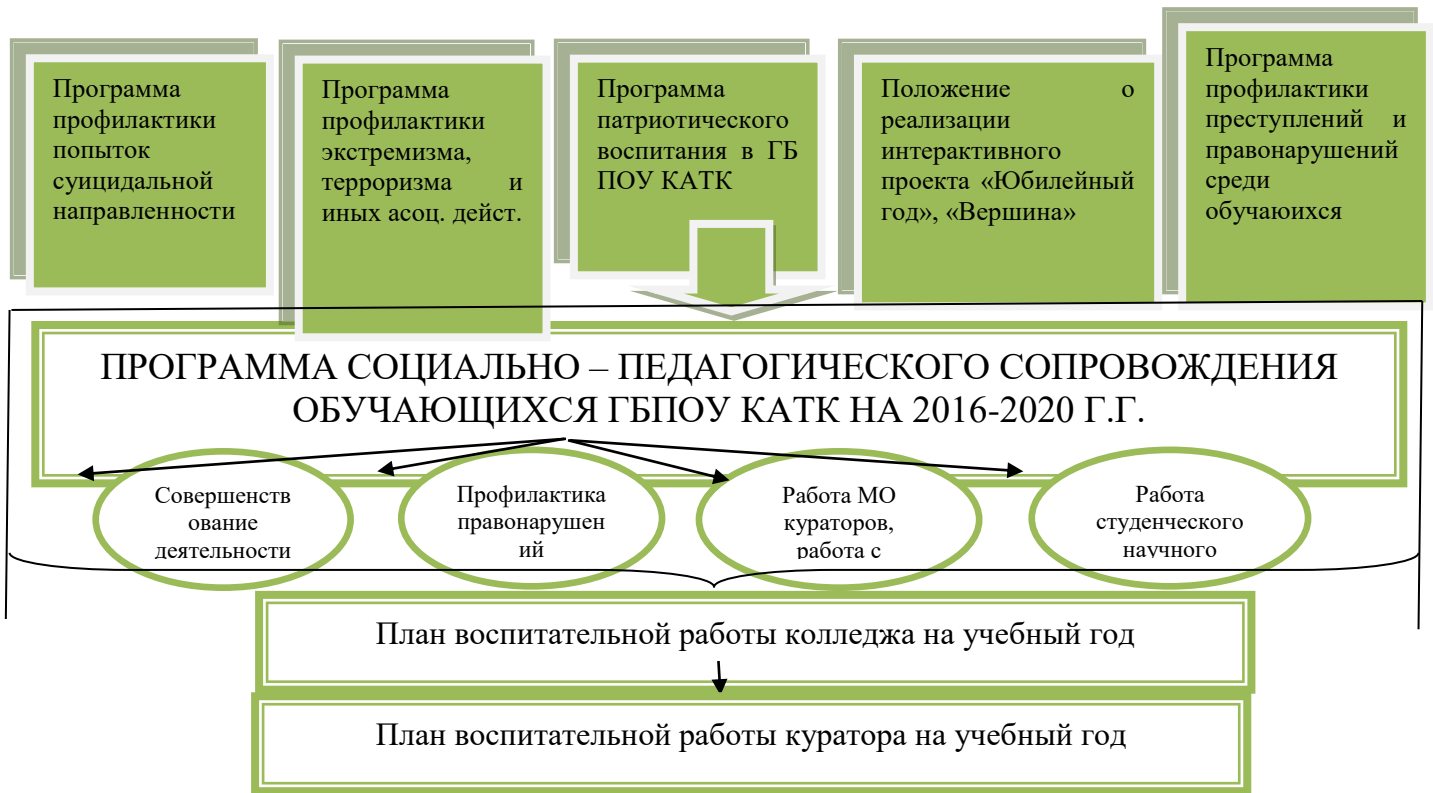 Программа
профилактики
попыток
суицидальной
направленности
Программа
профилактики
экстремизма,
терроризма и
иных асоц. дейст.
Программа
патриотического
воспитания в ГБ
ПОУ КАТК
Положение о
реализации
интерактивного
проекта «Юбилейный
год», «Вершина»
Программа
профилактики
преступлений и
правонарушений
среди
обучаюихся
ПРОГРАММА СОЦИАЛЬНО – ПЕДАГОГИЧЕСКОГО СОПРОВОЖДЕНИЯ
ОБУЧАЮЩИХСЯ ГБПОУ КАТК НА 2016-2020 Г.Г.
Совершенств
ование
деятельности
Профилактика
правонарушен
ий
Работа МО
кураторов,
работа с
Работа
студенческого
научного
План воспитательной работы колледжа на учебный год
План воспитательной работы куратора на учебный год